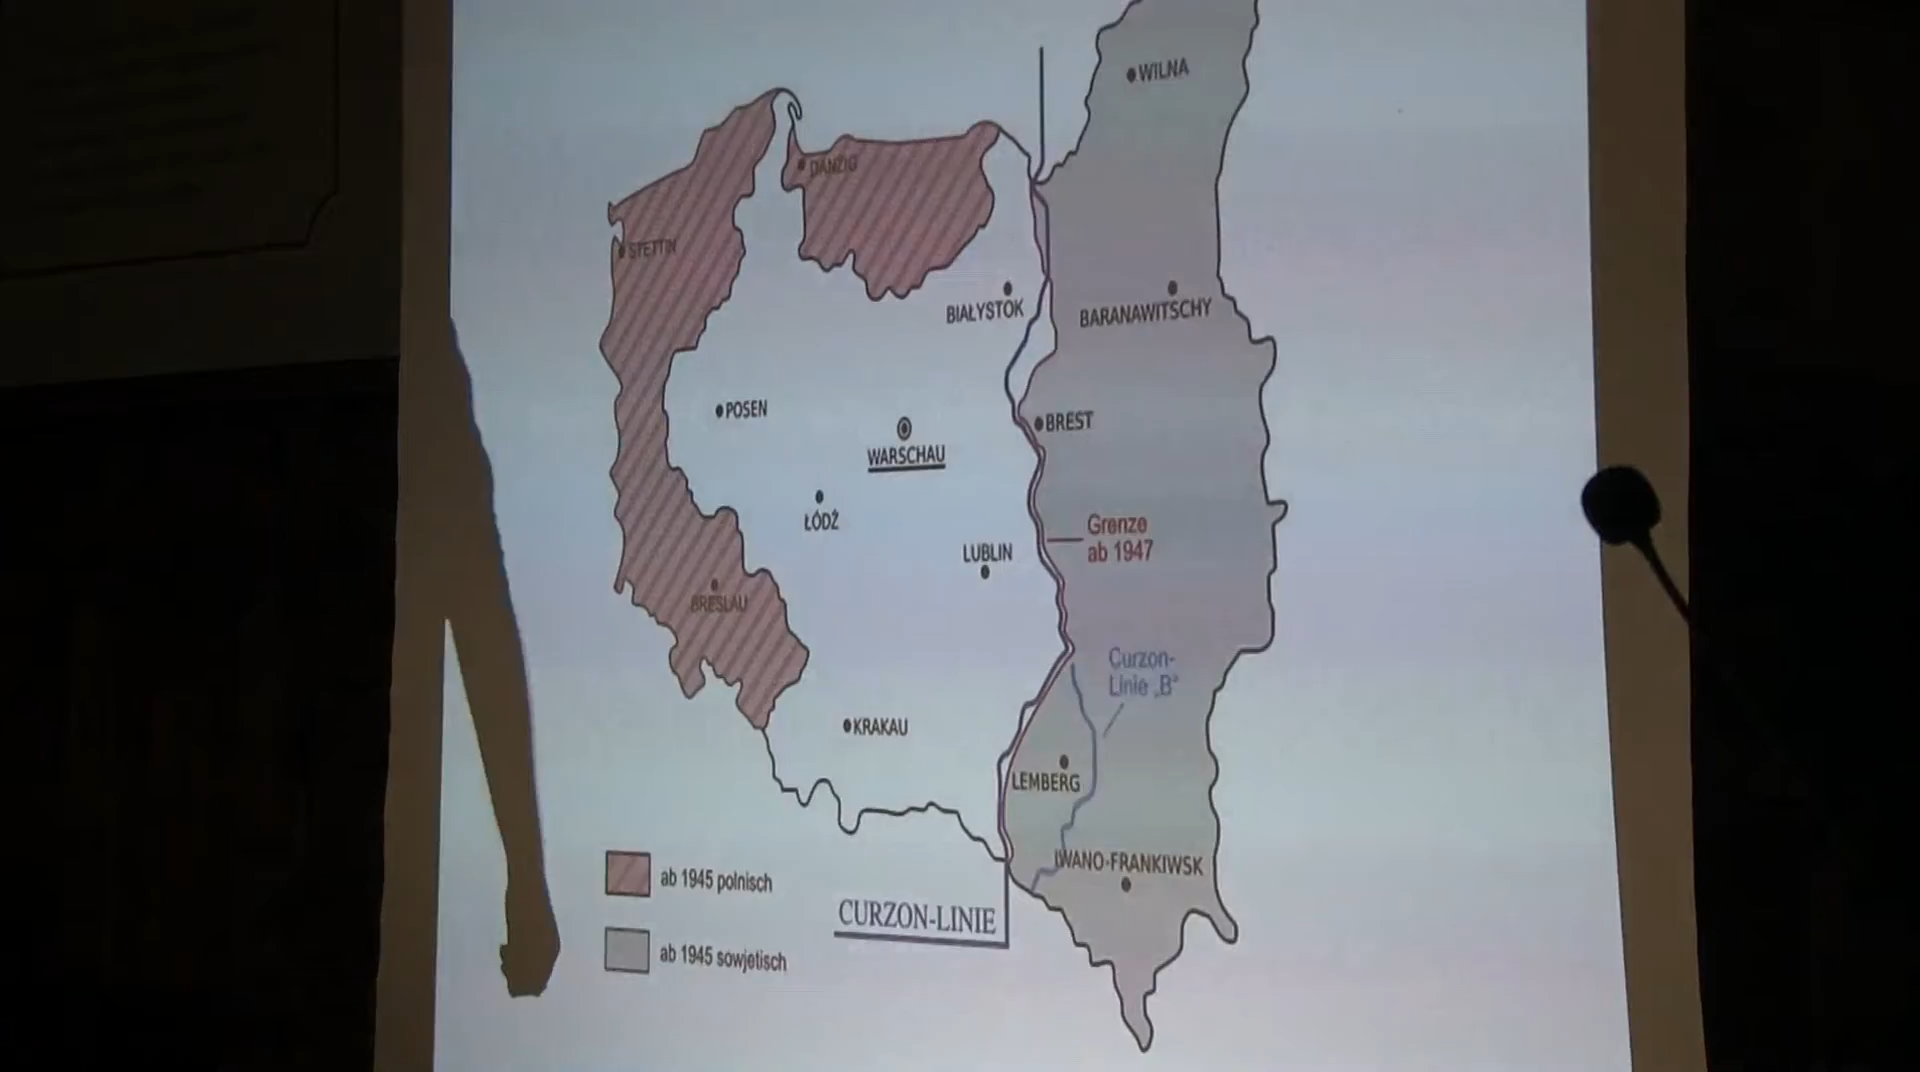 WILNA
DANZIG
STETTIN
BIAŁYSTOK
BARANAWITSCHY
POSEN
WARSCHAU
BREST
ŁÓDŹ
Grenze
ab 1947
LUBLIN
BRESLAU
Curzon-
Linie „B“
KRAKAU
LEMBERG
IWANO-FRANKIWSK
ab 1945 polnisch
CURZON-LINIE
ab 1945 sowjetisch